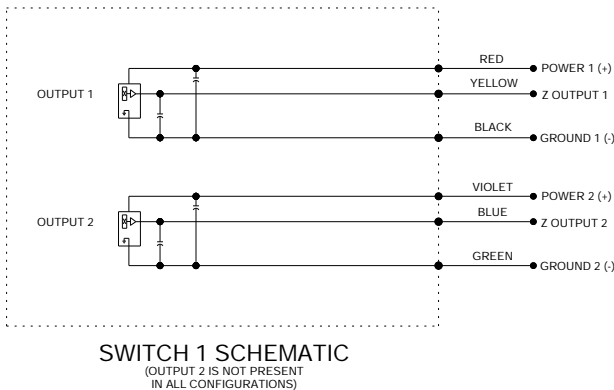 RED
POWER 1 (+)
YELLOW
OUTPUT 1
Z OUTPUT 1
BLACK
GROUND 1 (-)
VIOLET
POWER 2 (+)
BLUE
OUTPUT 2
Z OUTPUT 2
GREEN
GROUND 2 (-)
SWITCH 1 SCHEMATIC
(OUTPUT 2 IS NOT PRESENT
IN ALL CONFIGURATIONS)